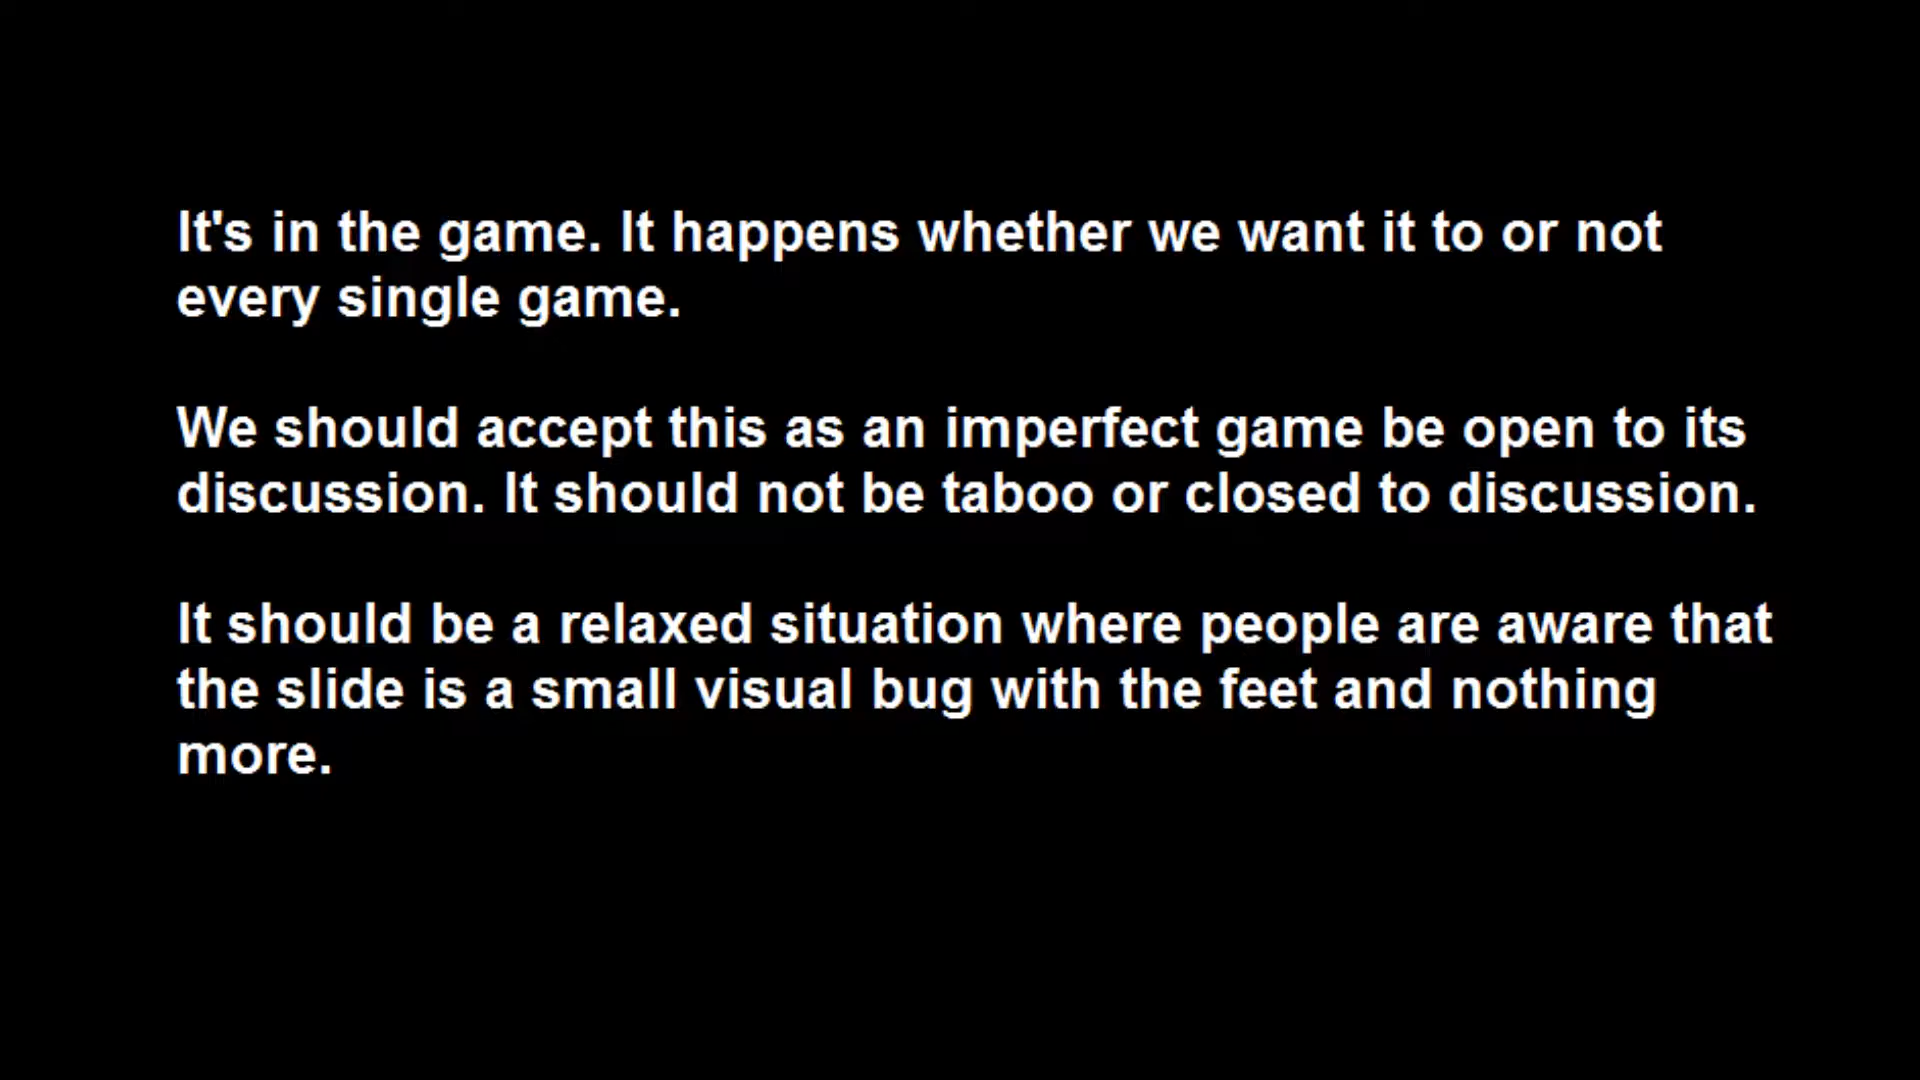 It's in the game. It happens whether we want it to or not
every single game.
We should accept this as an imperfect game be open to its
discussion. It should not be taboo or closed to discussion.
It should be a relaxed situation where people are aware that
the slide is a small visual bug with the feet and nothing
more.